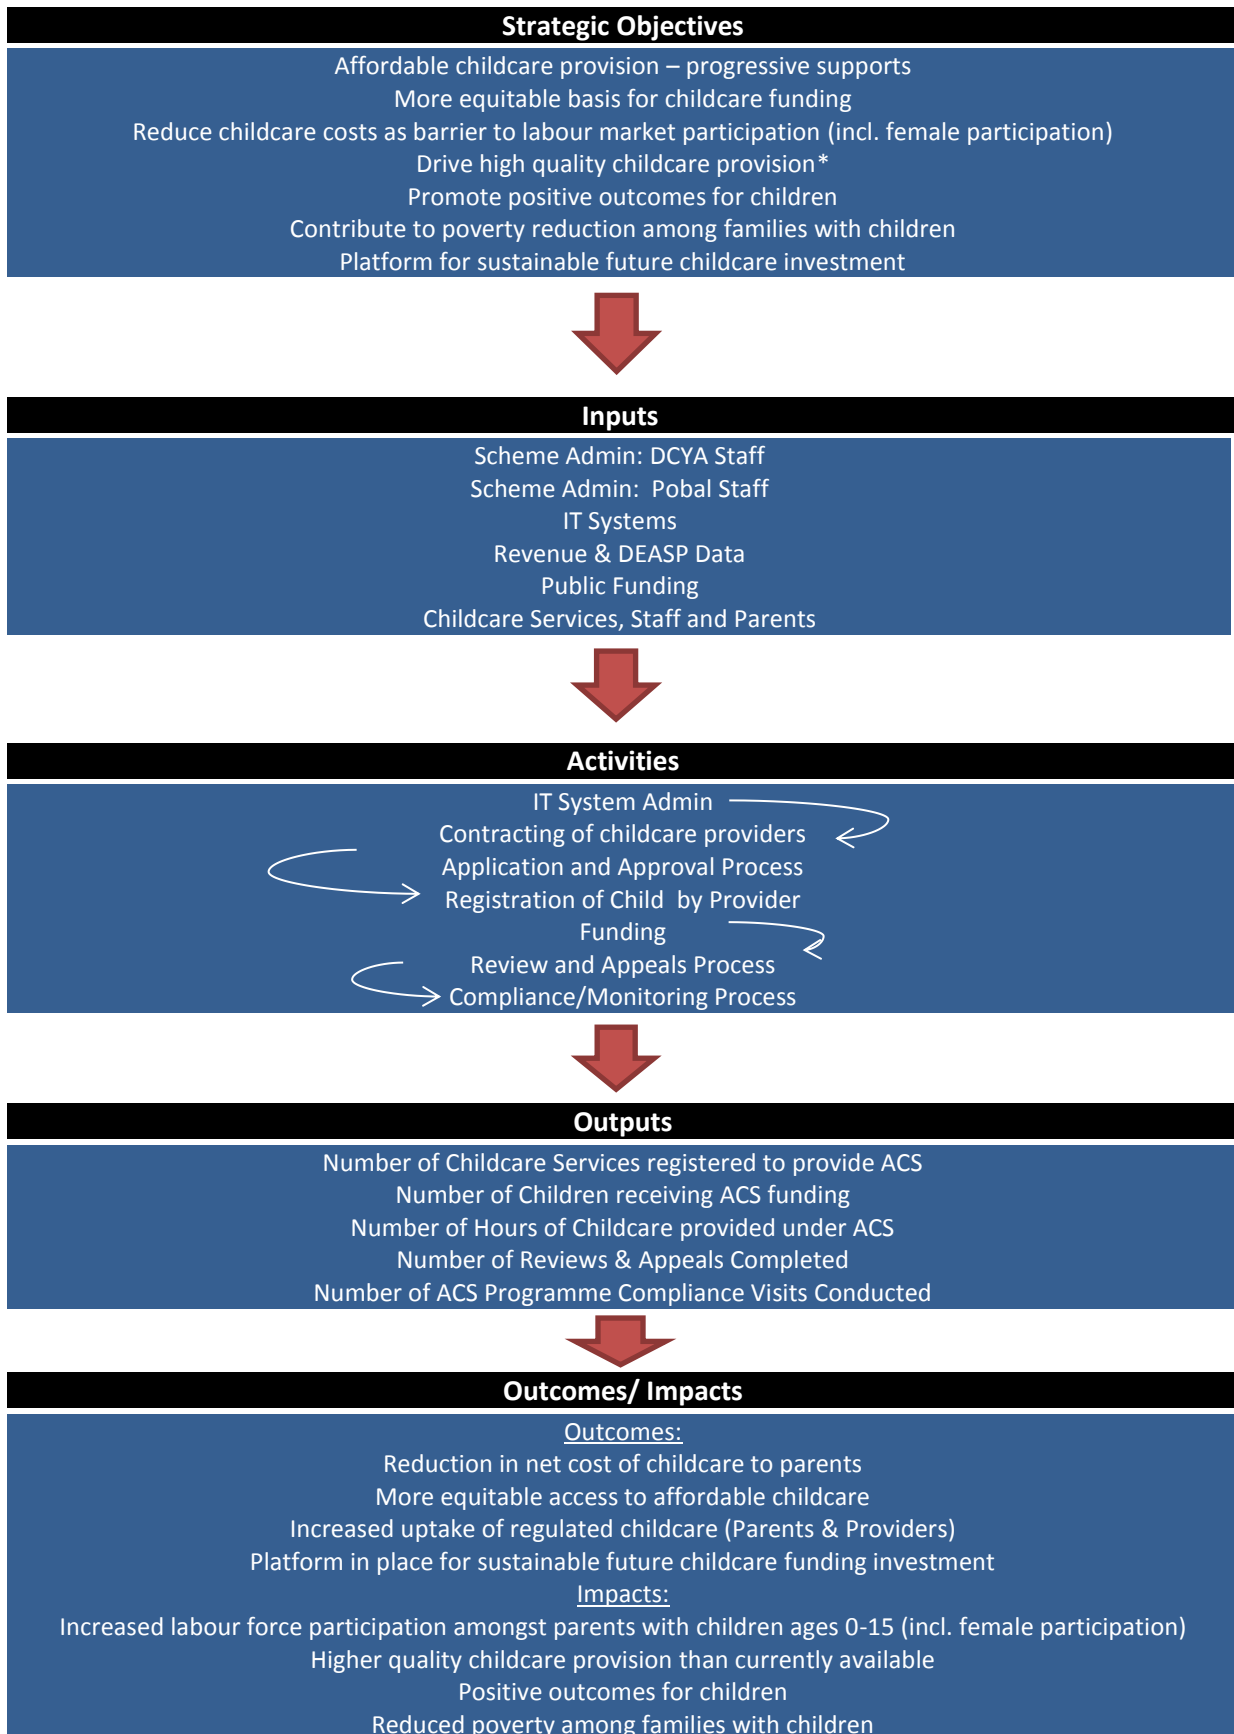 Strategic Objectives
Affordable childcare provision – progressive supports
More equitable basis for childcare funding
Reduce childcare costs as barrier to labour market participation (incl. female participation)
Drive high quality childcare provision*
Promote positive outcomes for children
Contribute to poverty reduction among families with children
Platform for sustainable future childcare investment
Inputs
Scheme Admin: DCYA Staff
Scheme Admin: Pobal Staff
IT Systems
Revenue & DEASP Data
Public Funding
Childcare Services, Staff and Parents
Activities
IT System Admin
Contracting of childcare providers
Application and Approval Process
Registration of Child by Provider
Funding
Review and Appeals Process
Compliance/Monitoring Process
Outputs
Number of Childcare Services registered to provide ACS
Number of Children receiving ACS funding
Number of Hours of Childcare provided under ACS
Number of Reviews & Appeals Completed
Number of ACS Programme Compliance Visits Conducted
Outcomes/ Impacts
Outcomes:
Reduction in net cost of childcare to parents
More equitable access to affordable childcare
Increased uptake of regulated childcare (Parents & Providers)
Platform in place for sustainable future childcare funding investment
Impacts:
Increased labour force participation amongst parents with children ages 0-15 (incl. female participation)
Higher quality childcare provision than currently available
Positive outcomes for children
Reduced poverty among families with children